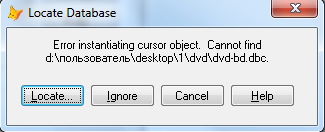 Locate Database
Error instantiating cursor object. Cannot find
d:\пользователь\desktop\1\dvd\dvd-bd.dbc.
Locate... Ignore Cancel Help